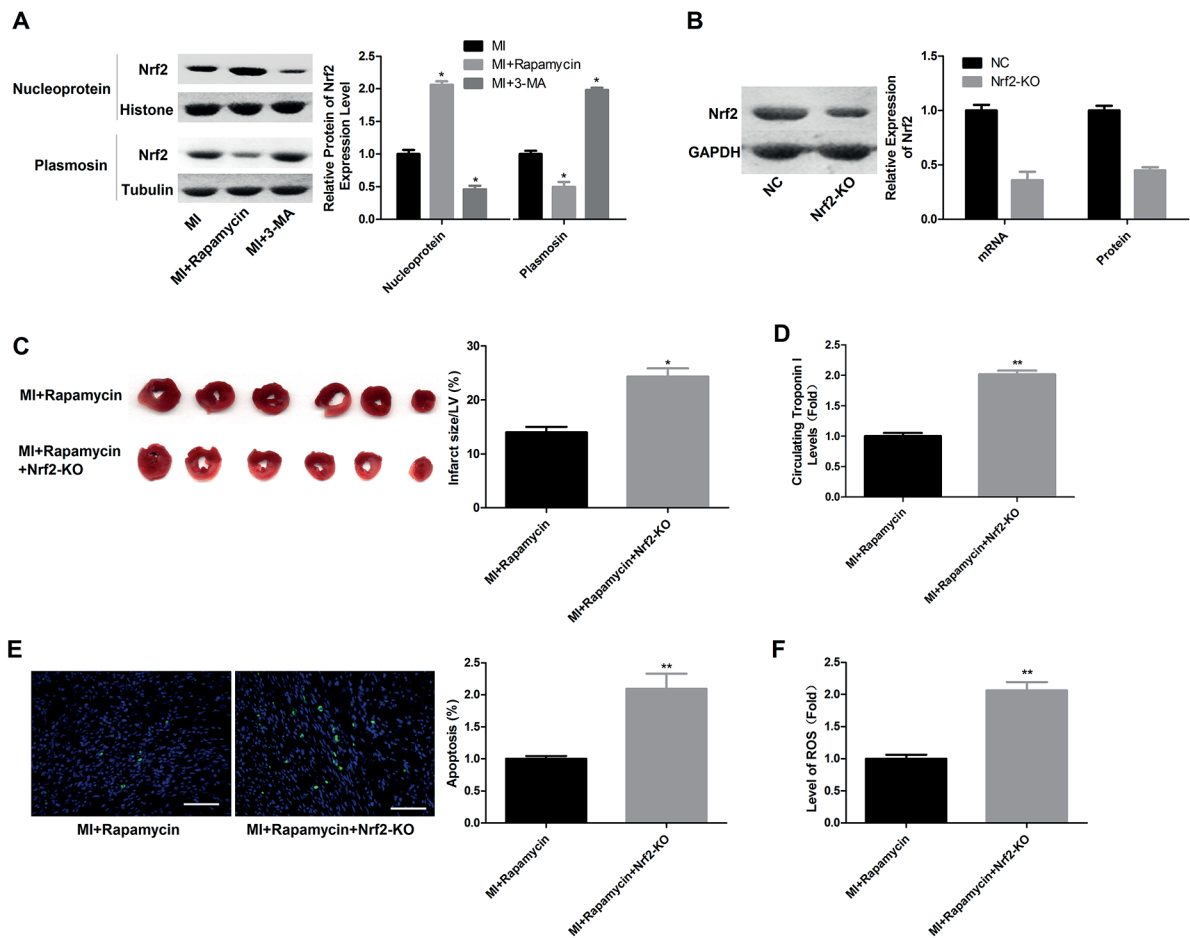 A
Nucleoprotein
Nrf2
Histone
Plasmosin
Nrf2
Tubulin
MI
MI+Rapamycin
MI+3-MA
Relative Protein of Nrf2
Expression Level
2.5
2.0
1.5
1.0
0.5
0.0
MI
MI+Rapamycin
MI+3-MA
*
*
*
*
Nucleoprotein
Plasmosin
B
Nrf2
GAPDH
NC
Nrf2-KO
Relative Expression
of Nrf2
1.5
1.0
0.5
0.0
NC
Nrf2-KO
mRNA
Protein
C
MI+Rapamycin
MI+Rapamycin
+Nrf2-KO
Infarct size/LV (%)
30
20
10
0
*
MI+Rapamycin
MI+Rapamycin+Nrf2-KO
D
Circulating Troponin I
Levels (Fold)
2.5
2.0
1.5
1.0
0.5
0.0
**
MI+Rapamycin
MI+Rapamycin+Nrf2-KO
E
MI+Rapamycin
MI+Rapamycin+Nrf2-KO
Apoptosis (%)
2.5
2.0
1.5
1.0
0.5
0.0
**
MI+Rapamycin
MI+Rapamycin+Nrf2-KO
F
Level of ROS (Fold)
2.5
2.0
1.5
1.0
0.5
0.0
**
MI+Rapamycin
MI+Rapamycin+Nrf2-KO